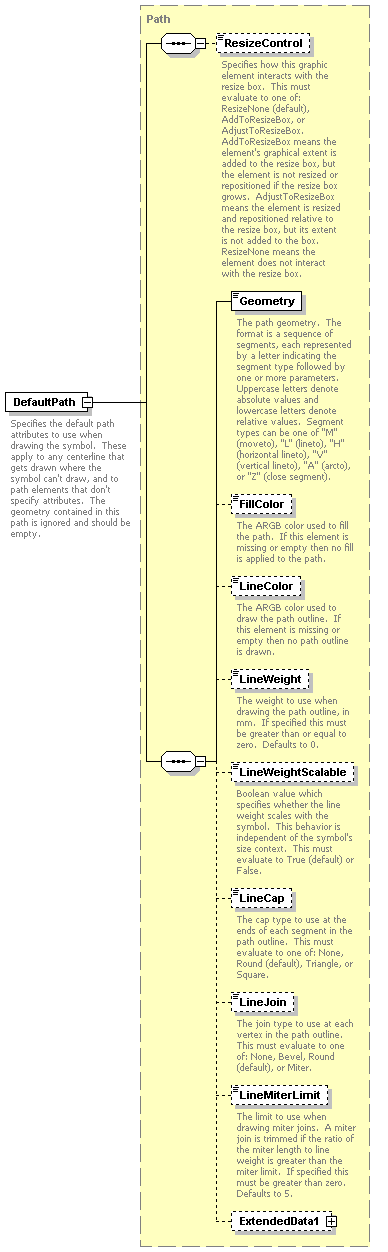 Path
ResizeControl
Specifies how this graphic
element interacts with the
resize box.  This must
evaluate to one of:
ResizeNone (default),
AddToResizeBox, or
AdjustToResizeBox.
AddToResizeBox means the
element's graphical extent is
added to the resize box, but
the element is not resized or
repositioned if the resize box
grows.  AdjustToResizeBox
means the element is resized
and repositioned relative to
the resize box, but its extent
is not added to the box.
ResizeNone means the
element does not interact
with the resize box.
Geometry
The path geometry.  The
format is a sequence of
segments, each represented
by a letter indicating the
segment type followed by
one or more parameters.
Uppercase letters denote
absolute values and
lowercase letters denote
relative values.  Segment
types can be one of "M"
(moveto), "L" (lineto), "H"
(horizontal lineto), "V"
(vertical lineto), "A" (arcto),
or "Z" (close segment).
DefaultPath
Specifies the default path
attributes to use when
drawing the symbol.  These
apply to any centerline that
gets drawn where the
symbol can't draw, and to
path elements that don't
specify attributes.  The
geometry contained in this
path is ignored and should be
empty.
FillColor
The ARGB color used to fill
the path.  If this element is
missing or empty then no fill
is applied to the path.
LineColor
The ARGB color used to
draw the path outline.  If
this element is missing or
empty then no path outline
is drawn.
LineWeight
The weight to use when
drawing the path outline, in
mm.  If specified this must
be greater than or equal to
zero.  Defaults to 0.
LineWeightScalable
Boolean value which
specifies whether the line
weight scales with the
symbol.  This behavior is
independent of the symbol's
size context.  This must
evaluate to True (default) or
False.
LineCap
The cap type to use at the
ends of each segment in the
path outline.  This must
evaluate to one of: None,
Round (default), Triangle, or
Square.
LineJoin
The join type to use at each
vertex in the path outline.
This must evaluate to one
of: None, Bevel, Round
(default), or Miter.
LineMiterLimit
The limit to use when
drawing miter joins.  A miter
join is trimmed if the ratio of
the miter length to line
weight is greater than the
miter limit.  If specified this
must be greater than zero.
Defaults to 5.
ExtendedData1